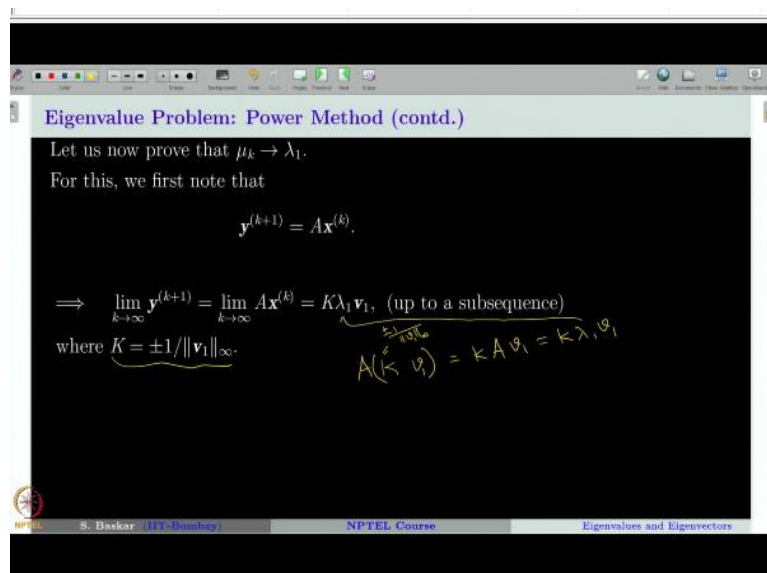 Eigenvalue Problem: Power Method (contd.)
Let us now prove that μ_k → λ_1.
For this, we first note that
y^(k+1) = Ax^(k).
⟹ lim_{k→∞} y^(k+1) = lim_{k→∞} Ax^(k) = Kλ_1v_1, (up to a subsequence)
where K = ±1/‖v_1‖_∞.
±1/‖v_1‖_∞
A(K v_1) = K A v_1 = K λ_1 v_1
NPTEL
S. Baskar (IIT-Bombay) NPTEL Course Eigenvalues and Eigenvectors